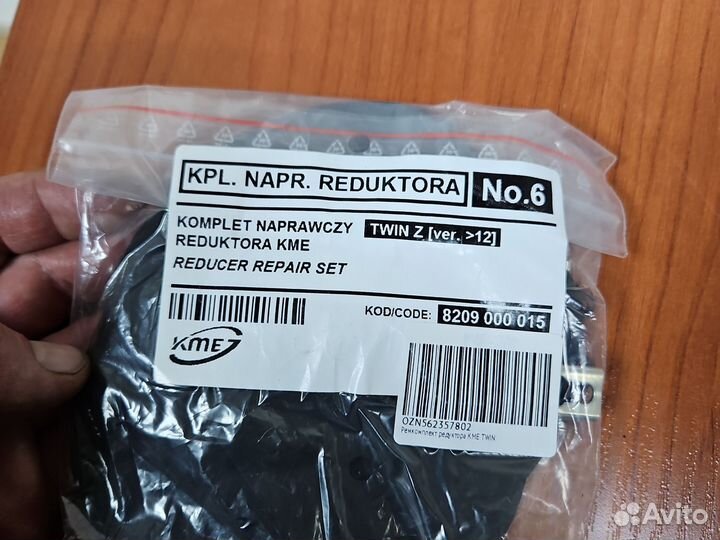 KPL. NAPR. REDUKTORA No.6
KOMPLET NAPRAWCZY TWIN Z [ver. >12]
REDUKTORA KME
REDUCER REPAIR SET
KOD/CODE: 8209 000 015
KME
OZN562357802
Ремкомплект редуктора KME TWIN
Avito